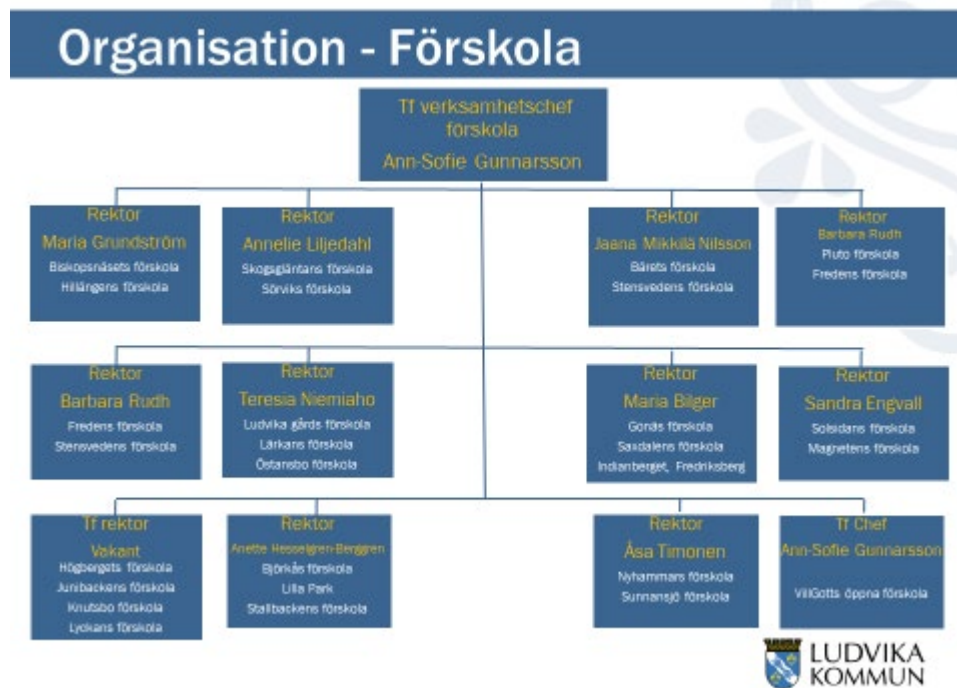 Organisation - Förskola
Tf verksamhetschef
förskola
Ann-Sofie Gunnarsson
Rektor
Maria Grundström
Biskopsnäsets förskola
Hillängens förskola
Rektor
Annelie Liljedahl
Skogsgläntans förskola
Sörviks förskola
Rektor
Jaana Mikkilä Nilsson
Bårets förskola
Stensvedens förskola
Rektor
Barbara Rudh
Pluto förskola
Fredens förskola
Rektor
Barbara Rudh
Fredens förskola
Stensvedens förskola
Rektor
Teresia Niemiaho
Ludvika gårds förskola
Lärkans förskola
Östansbo förskola
Rektor
Maria Bilger
Gonäs förskola
Saxdalens förskola
Indianberget, Fredriksberg
Rektor
Sandra Engvall
Solsidans förskola
Magnetens förskola
Tf rektor
Vakant
Högbergets förskola
Junibackens förskola
Knutsbo förskola
Lyckans förskola
Rektor
Anette Hesselgren-Berggren
Björkås förskola
Lilla Park
Stallbackens förskola
Rektor
Åsa Timonen
Nyhammars förskola
Sunnansjö förskola
Tf Chef
Ann-Sofie Gunnarsson
VillGotts öppna förskola
LUDVIKA
KOMMUN